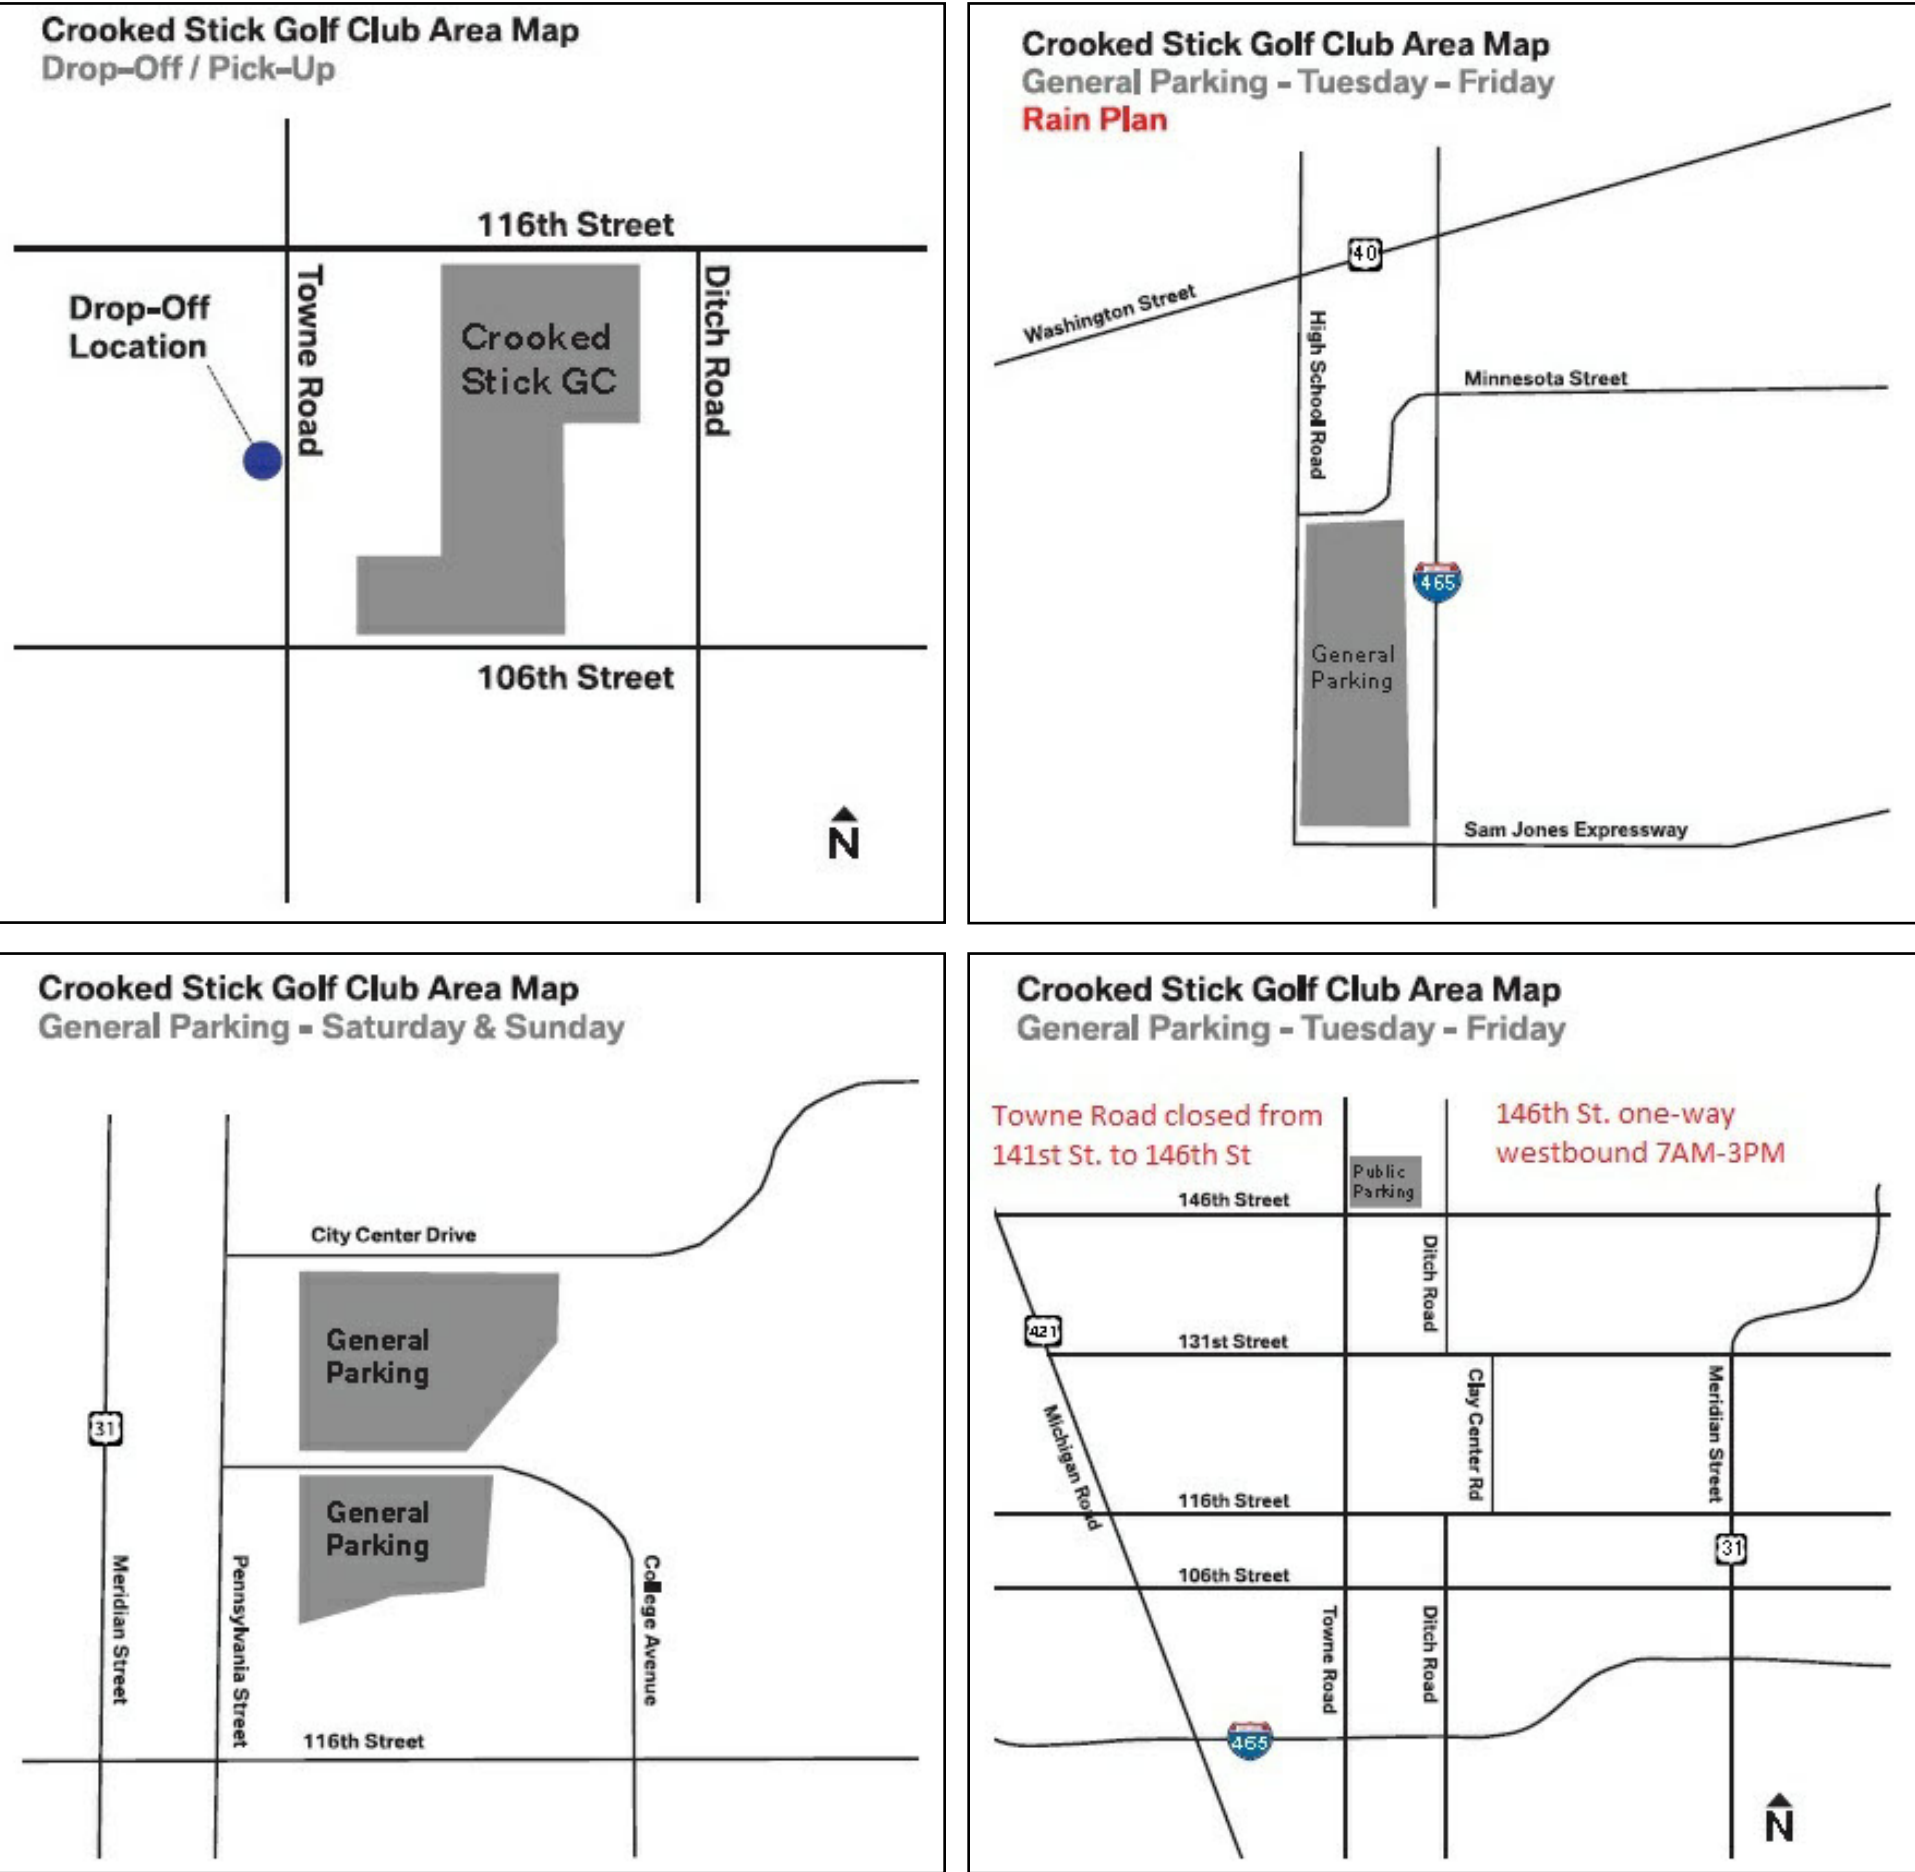 Crooked Stick Golf Club Area Map
Drop-Off / Pick-Up
116th Street
Drop-Off
Location
Towne Road
Crooked
Stick GC
Ditch Road
106th Street
N
Crooked Stick Golf Club Area Map
General Parking - Tuesday - Friday
Rain Plan
40
Washington Street
High School Road
Minnesota Street
465
General
Parking
Sam Jones Expressway
Crooked Stick Golf Club Area Map
General Parking - Saturday & Sunday
City Center Drive
General
Parking
31
General
Parking
Meridian Street
Pennsylvania Street
College Avenue
116th Street
Crooked Stick Golf Club Area Map
General Parking - Tuesday - Friday
Towne Road closed from
141st St. to 146th St
146th St. one-way
westbound 7AM-3PM
Public
Parking
146th Street
Ditch Road
421
131st Street
Michigan Road
Clay Center Rd
Meridian Street
116th Street
31
106th Street
Towne Road
Ditch Road
465
N